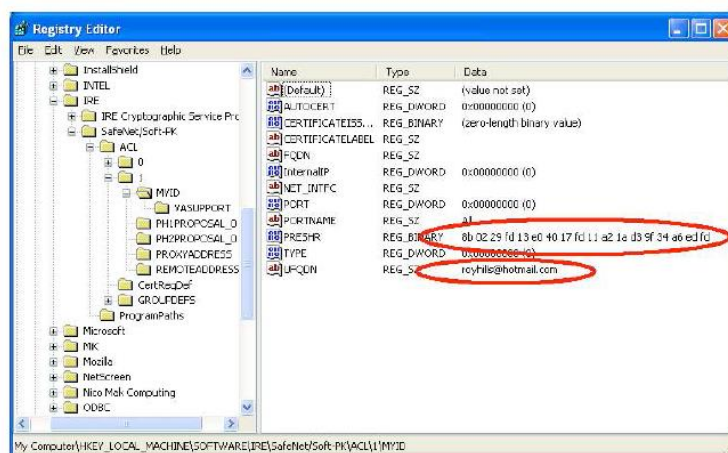 Registry Editor
File Edit View Favorites Help
InstallShield
INTEL
IRE
IRE Cryptographic Service Prc
SafeNet/Soft-PK
ACL
0
1
MYID
VASUPPORT
PH1PROPOSAL_0
PH2PROPOSAL_0
PROXYADDRESS
REMOTEADDRESS
CertReqDef
GROUPDEFS
ProgramPaths
Microsoft
MK
Mozilla
NetScreen
Nico Mak Computing
ODBC
Name Type Data
(Default) REG_SZ (value not set)
AUTOCERT REG_DWORD 0x00000000 (0)
CERTIFICATEISS... REG_BINARY (zero-length binary value)
CERTIFICATELABEL REG_SZ
FQDN REG_SZ
InternalIP REG_DWORD 0x00000000 (0)
NET_INTFC REG_SZ
PORT REG_DWORD 0x00000000 (0)
PORTNAME REG_SZ All
PRESHR REG_BINARY 8b 02 29 fd 13 e0 40 17 fd 11 a2 1a d3 9f 34 a6 ed fd
TYPE REG_DWORD 0x00000000 (0)
UFQDN REG_SZ royhills@hotmail.com
My Computer\HKEY_LOCAL_MACHINE\SOFTWARE\IRE\SafeNet/Soft-PK\ACL\1\MYID